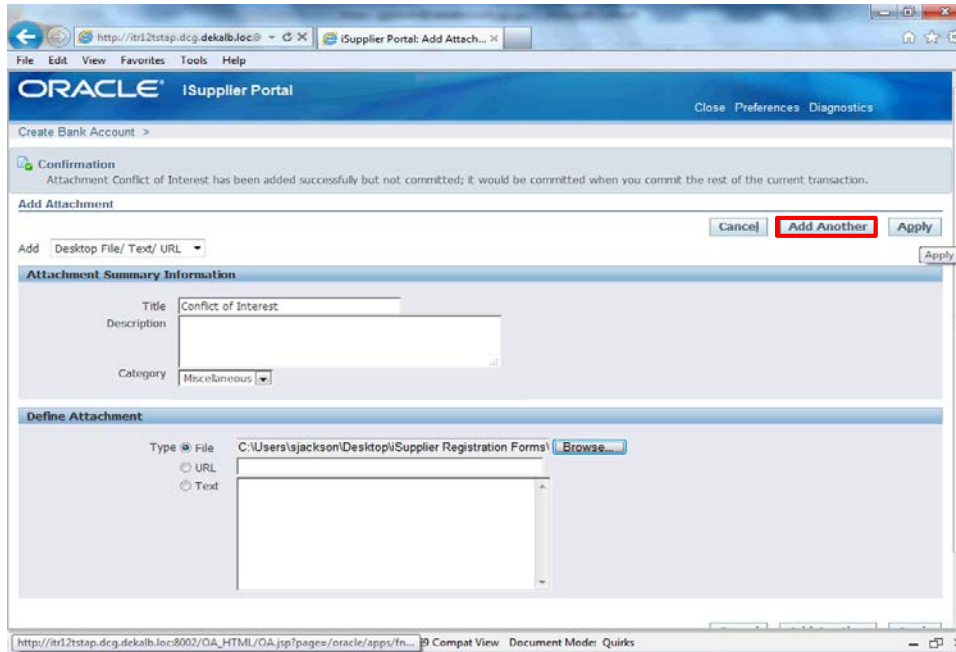 http://itr12tstap.dcg.dekalb.loc:8
iSupplier Portal: Add Attach...
File Edit View Favorites Tools Help
ORACLE® iSupplier Portal
Close Preferences Diagnostics
Create Bank Account >
Confirmation
Attachment Conflict of Interest has been added successfully but not committed; it would be committed when you commit the rest of the current transaction.
Add Attachment
Cancel Add Another Apply
Add Desktop File/ Text/ URL
Apply
Attachment Summary Information
Title Conflict of Interest
Description
Category Miscellaneous
Define Attachment
Type File C:\Users\sjackson\Desktop\iSupplier Registration Forms\ Browse...
URL
Text
http://itr12tstap.dcg.dekalb.loc:8002/OA_HTML/OA.jsp?page=/oracle/apps/fn... 9 Compat View Document Mode: Quirks